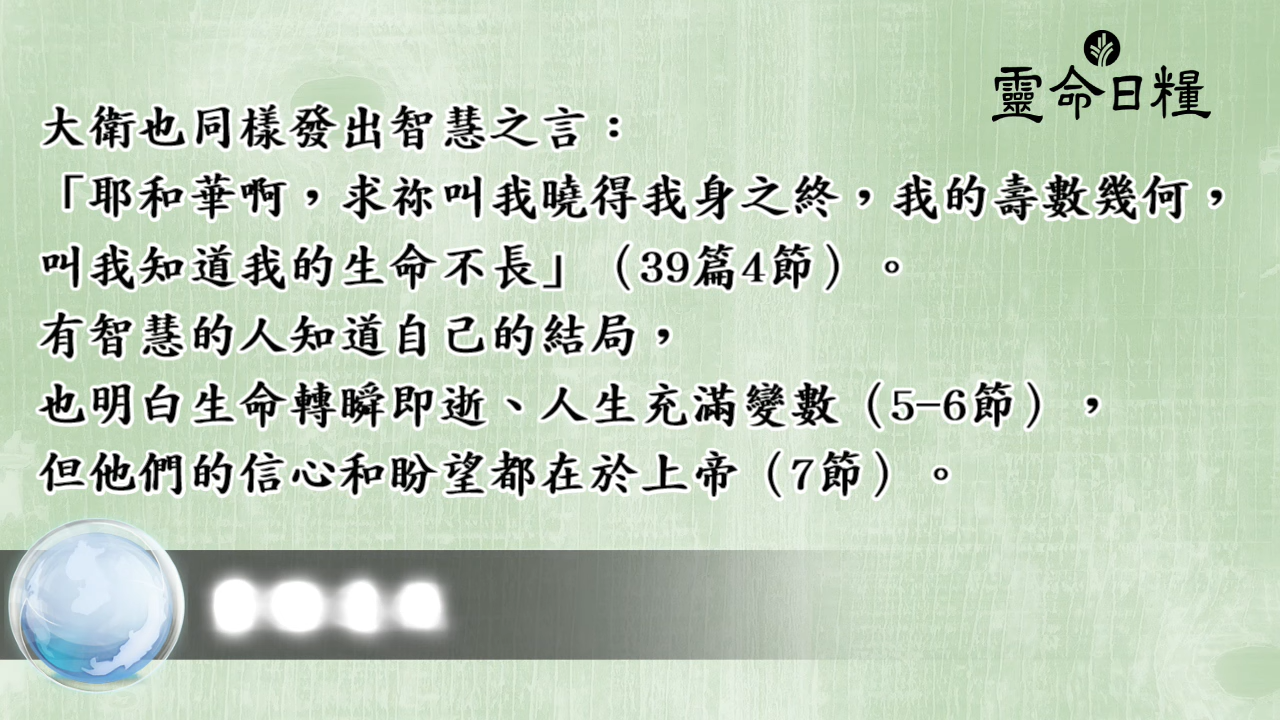 靈命日糧
大衛也同樣發出智慧之言：
「耶和華啊，求祢叫我曉得我身之終，我的壽數幾何，
叫我知道我的生命不長」（39篇4節）。
有智慧的人知道自己的結局，
也明白生命轉瞬即逝、人生充滿變數（5-6節），
但他們的信心和盼望都在於上帝（7節）。